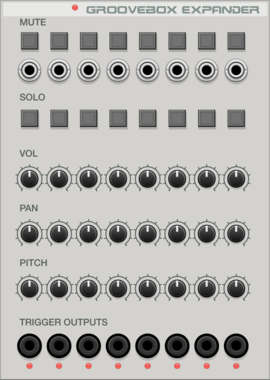 GROOVEBOX EXPANDER
MUTE
SOLO
VOL
PAN
PITCH
TRIGGER OUTPUTS